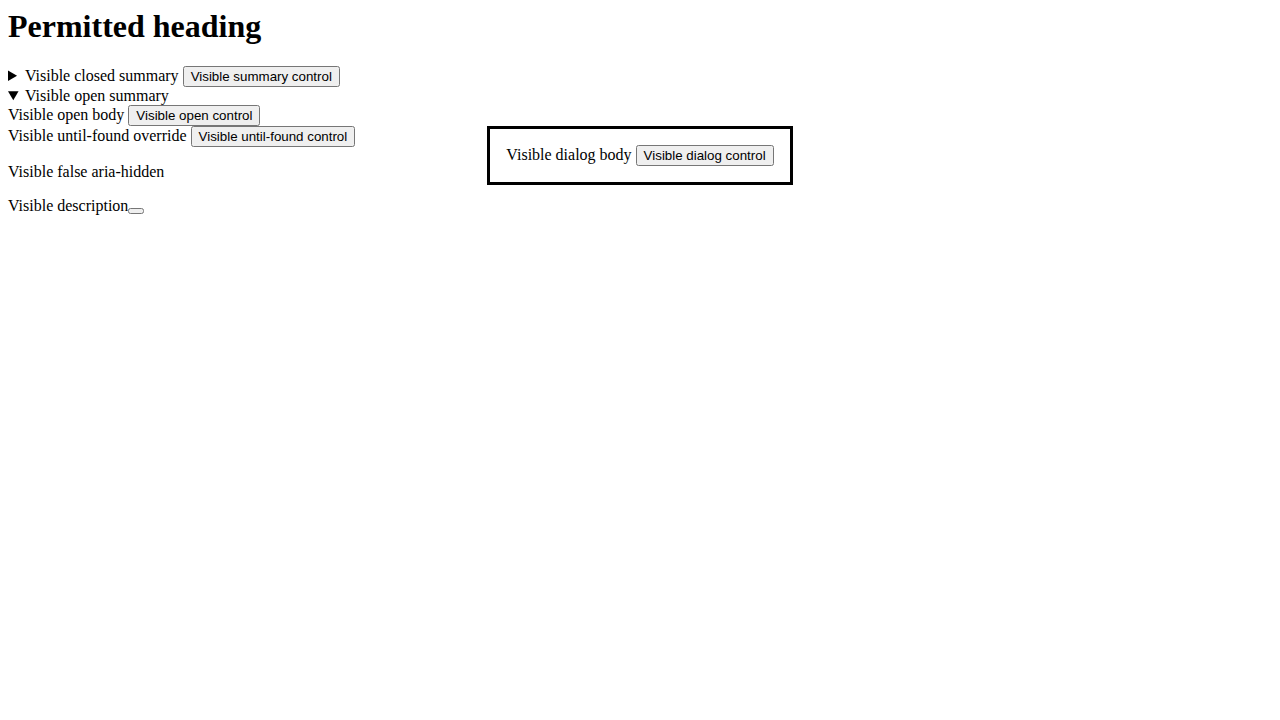 Permitted heading
Visible closed summary Visible summary control
Visible open summary
Visible open body Visible open control
Visible until-found override Visible until-found control
Visible dialog body Visible dialog control
Visible false aria-hidden
Visible description